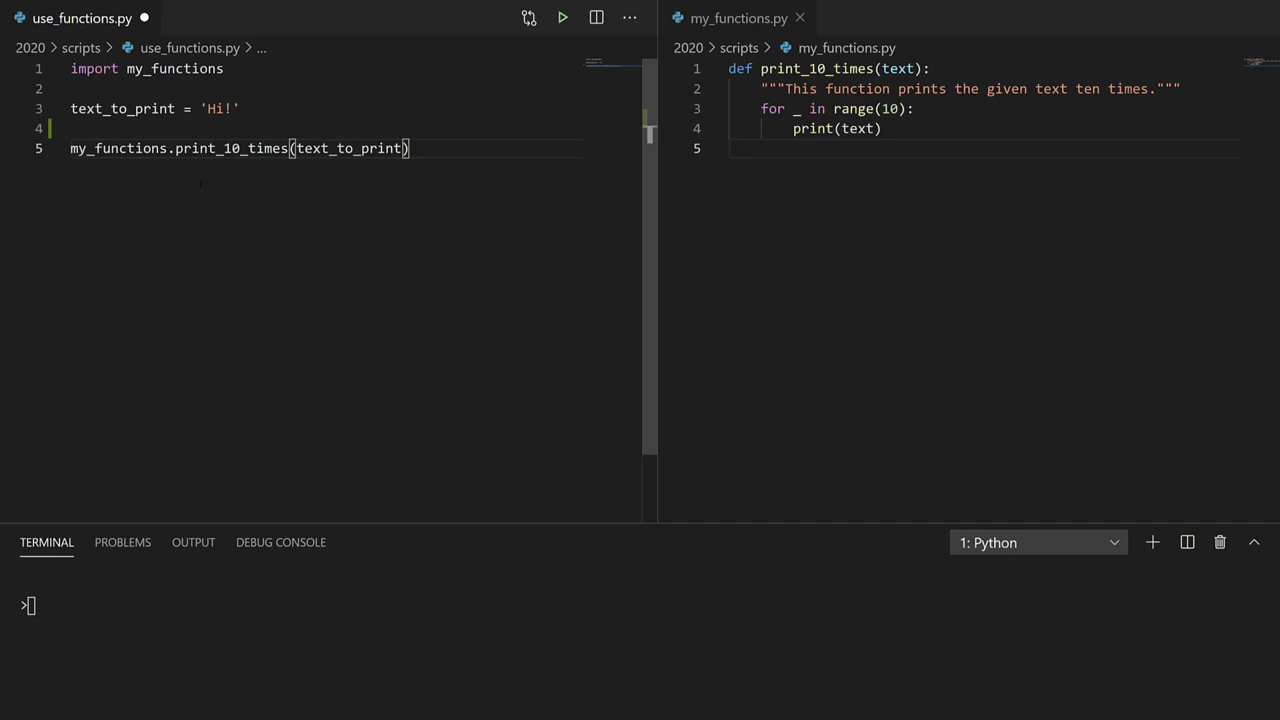 use_functions.py
2020 > scripts > use_functions.py > ...
1 import my_functions
2
3 text_to_print = 'Hi!'
4
5 my_functions.print_10_times(text_to_print)
my_functions.py
2020 > scripts > my_functions.py
1 def print_10_times(text):
2     """This function prints the given text ten times."""
3     for _ in range(10):
4         print(text)
5
TERMINAL PROBLEMS OUTPUT DEBUG CONSOLE 1: Python
>